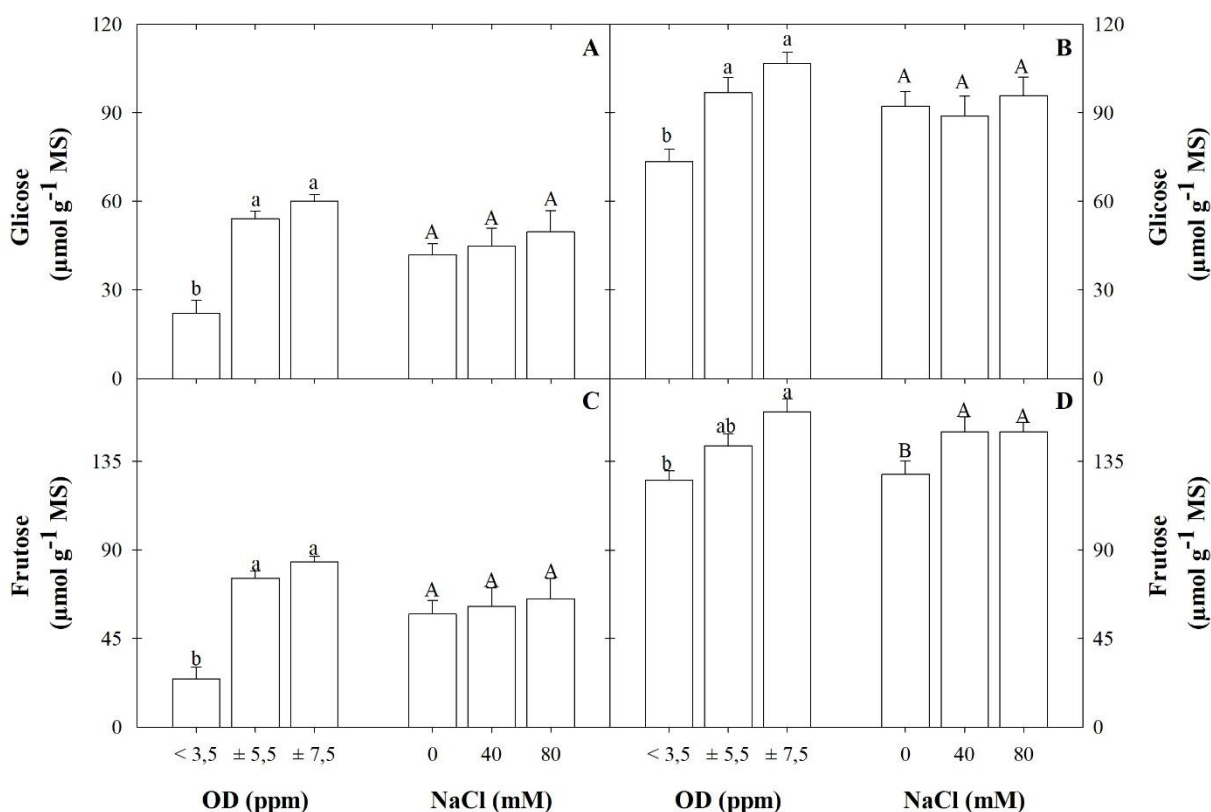 120
90
60
30
0
Glicose
(µmol g⁻¹ MS)
A
b
a
a
A
A
A
B
b
a
a
A
A
A
120
90
60
30
0
Glicose
(µmol g⁻¹ MS)
135
90
45
0
Frutose
(µmol g⁻¹ MS)
C
b
a
a
A
A
A
D
b
ab
a
B
A
A
135
90
45
0
Frutose
(µmol g⁻¹ MS)
< 3,5 ± 5,5 ± 7,5 0 40 80 < 3,5 ± 5,5 ± 7,5 0 40 80
OD (ppm) NaCl (mM) OD (ppm) NaCl (mM)